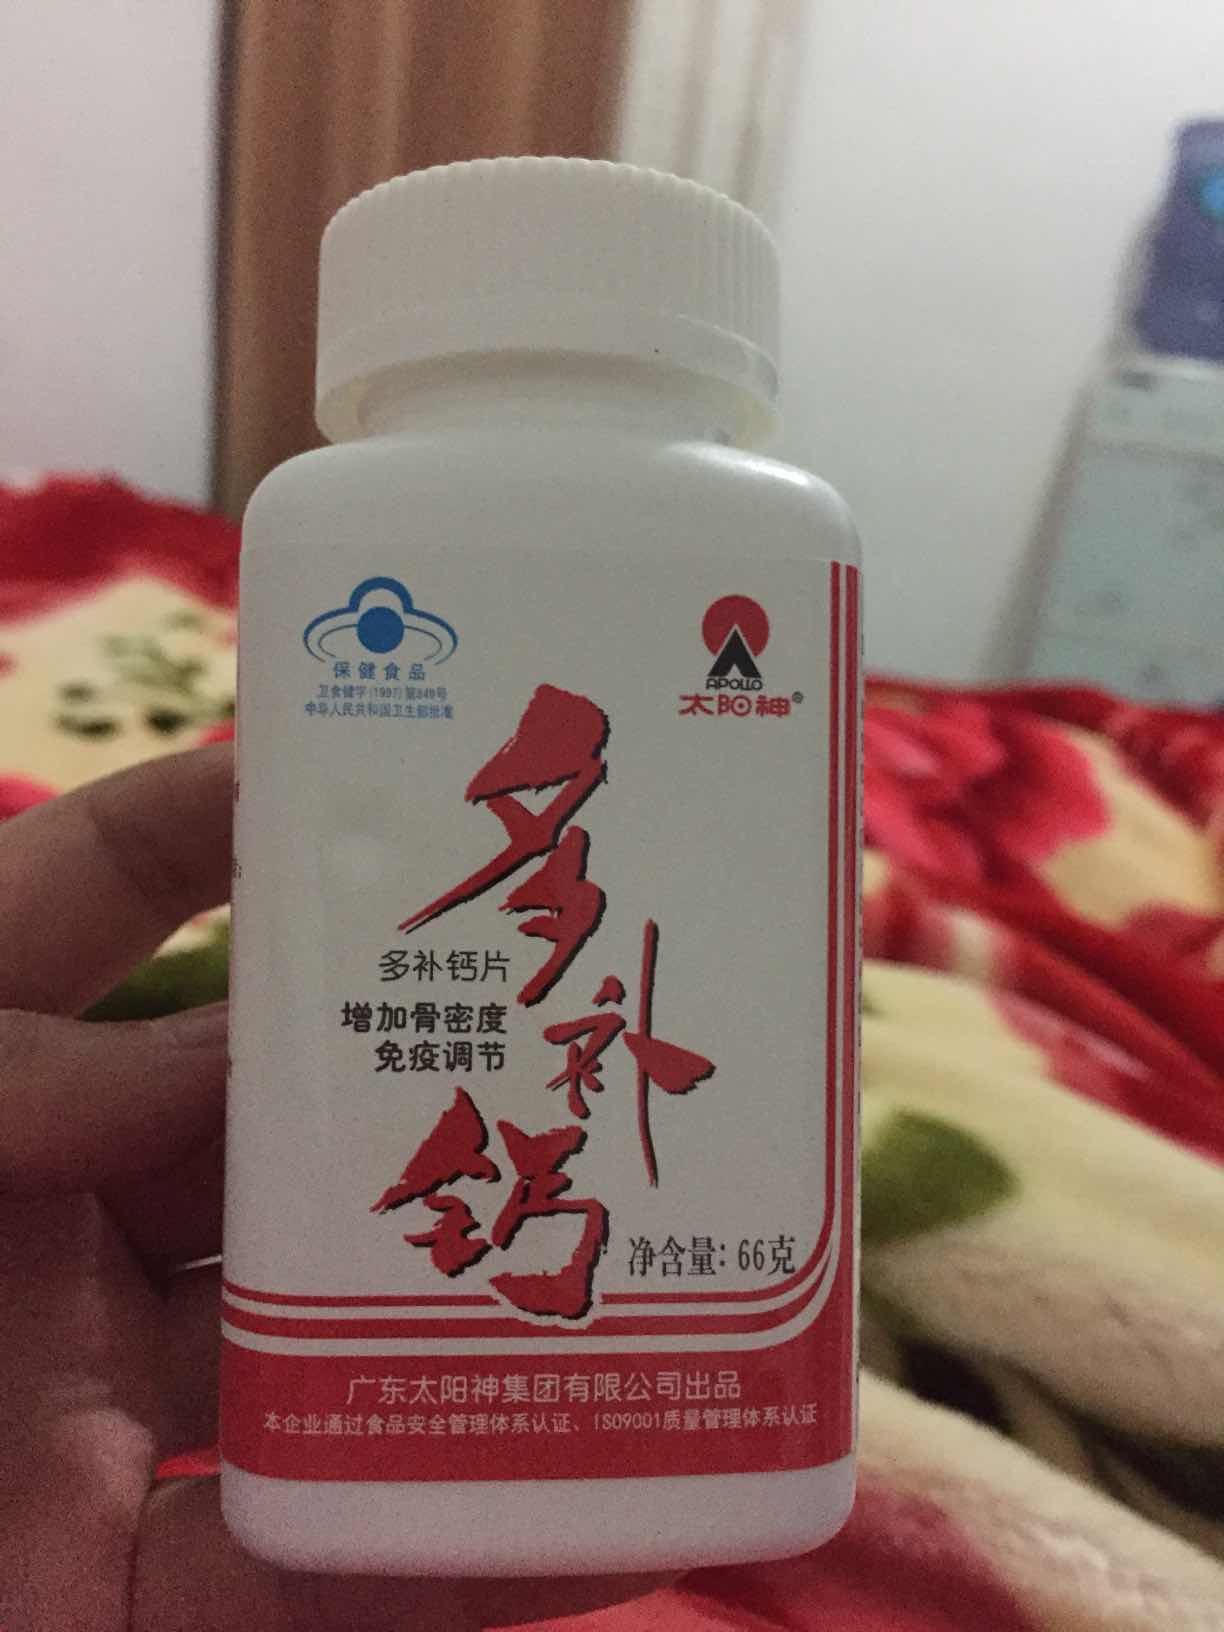 保健食品
卫食健字(1997)第849号
中华人民共和国卫生部批准
APOLLO
太阳神®
多补钙
多补钙片
增加骨密度
免疫调节
净含量: 66克
广东太阳神集团有限公司出品
本企业通过食品安全管理体系认证、ISO9001质量管理体系认证